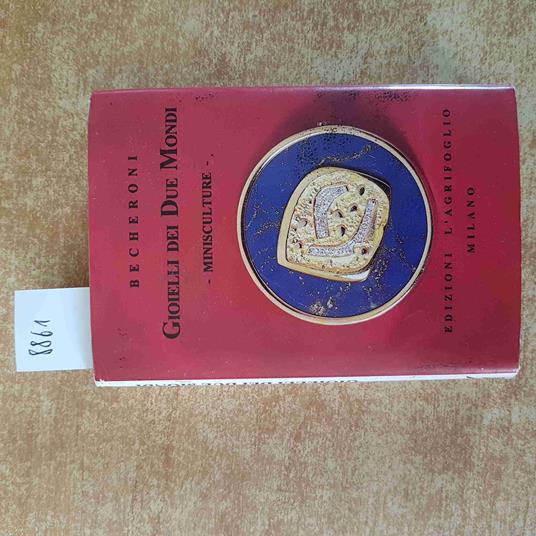 BECHERONI
GIOIELLI DEI DUE MONDI
- MINISCULTURE -
EDIZIONI L'AGRIFOGLIO
MILANO
8861